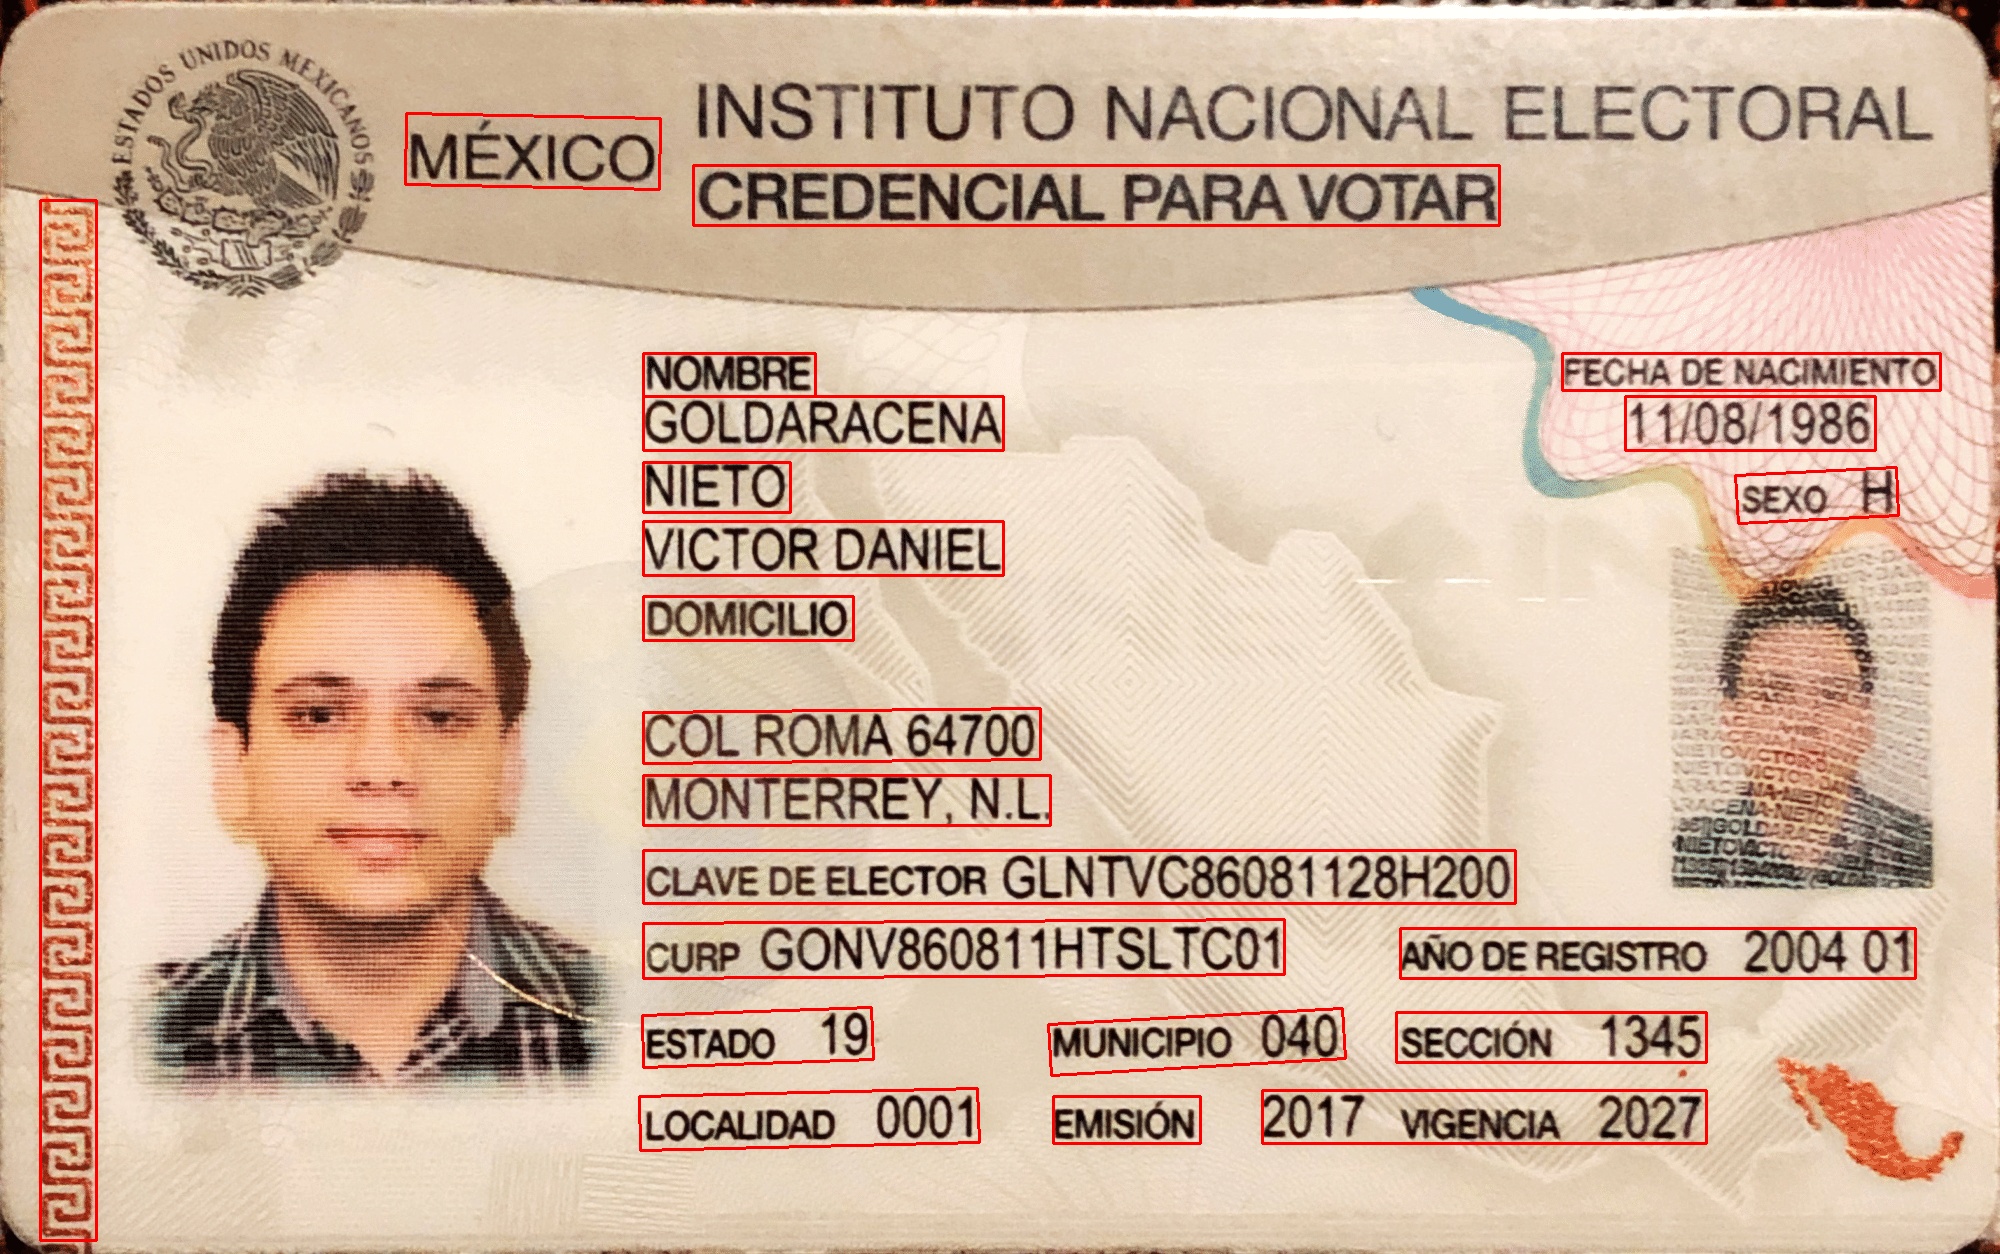 ESTADOS UNIDOS MEXICANOS
MÉXICO
INSTITUTO NACIONAL ELECTORAL
CREDENCIAL PARA VOTAR
NOMBRE
GOLDARACENA
NIETO
VICTOR DANIEL
FECHA DE NACIMIENTO
11/08/1986
SEXO H
DOMICILIO
COL ROMA 64700
MONTERREY, N.L.
CLAVE DE ELECTOR GLNTVC86081128H200
CURP GONV860811HTSLTC01 AÑO DE REGISTRO 2004 01
ESTADO 19 MUNICIPIO 040 SECCIÓN 1345
LOCALIDAD 0001 EMISIÓN 2017 VIGENCIA 2027